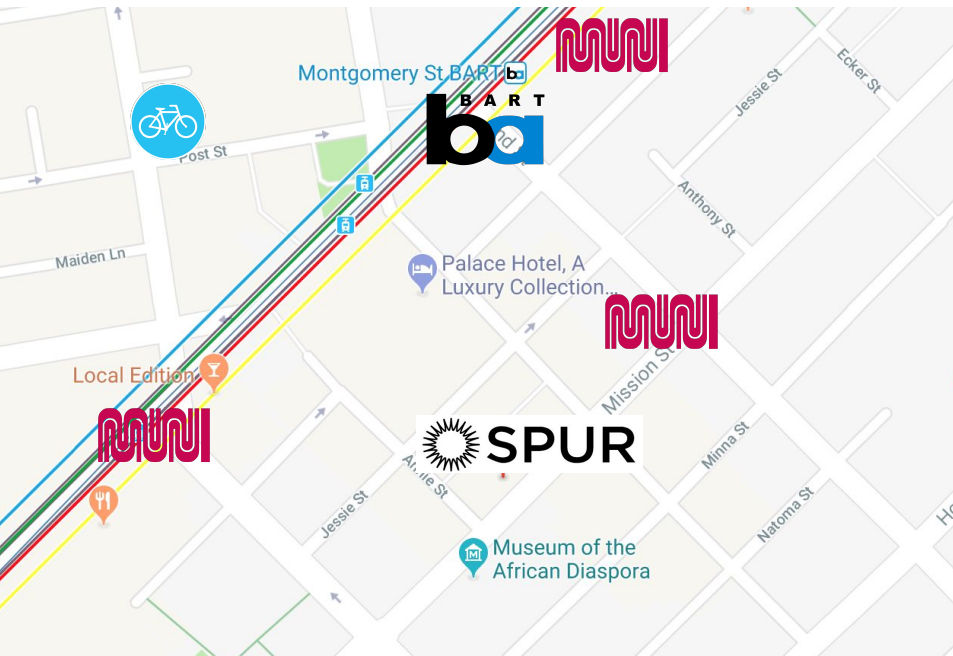 MUNI
Montgomery St BART
ba
BART
ba
Ecker St
Jessie St
Post St
Anthony St
Maiden Ln
Palace Hotel, A
Luxury Collection...
MUNI
Local Edition
Mission St
MUNI
SPUR
Minna St
Annie St
Jessie St
Natoma St
Museum of the
African Diaspora